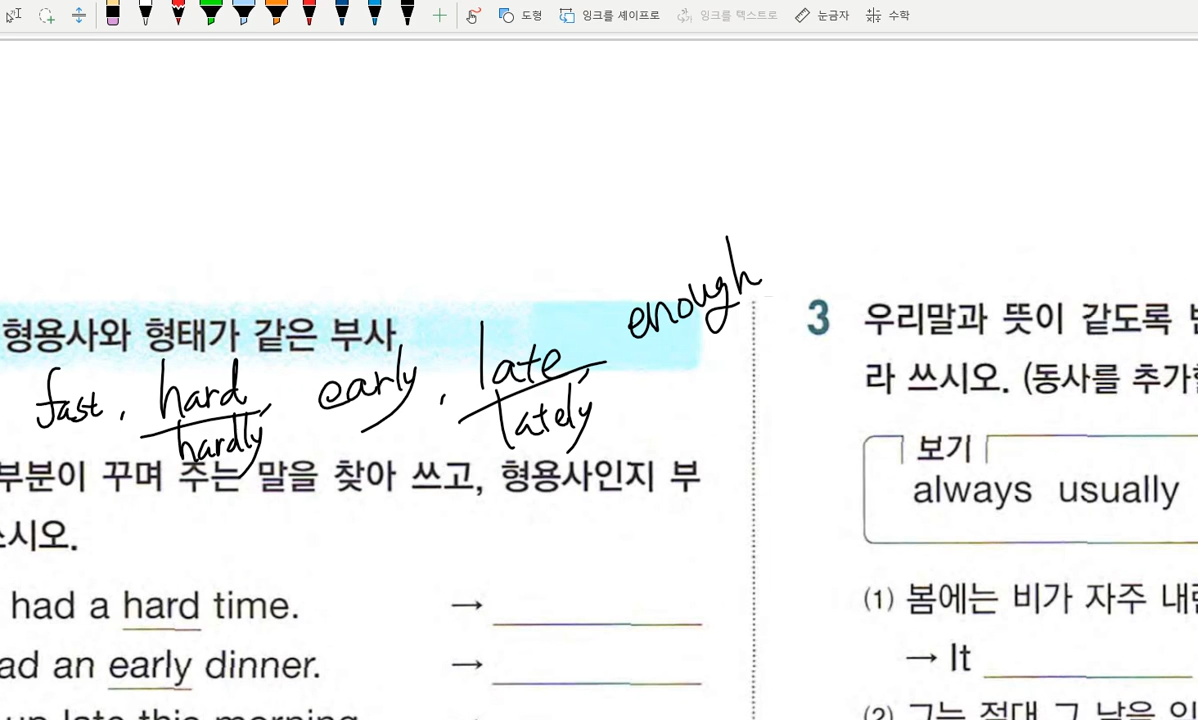 도형 잉크를 셰이프로 잉크를 텍스트로 눈금자 수학
형용사와 형태가 같은 부사
enough
fast, hard, early, late,
hardly lately
부분이 꾸며 주는 말을 찾아 쓰고, 형용사인지 부
쓰시오.
had a hard time. →
ad an early dinner. →
up late this morning.
3 우리말과 뜻이 같도록
라 쓰시오. (동사를 추가
보기
always usually
(1) 봄에는 비가 자주
→ It
(2) 그는 절대 그 날을